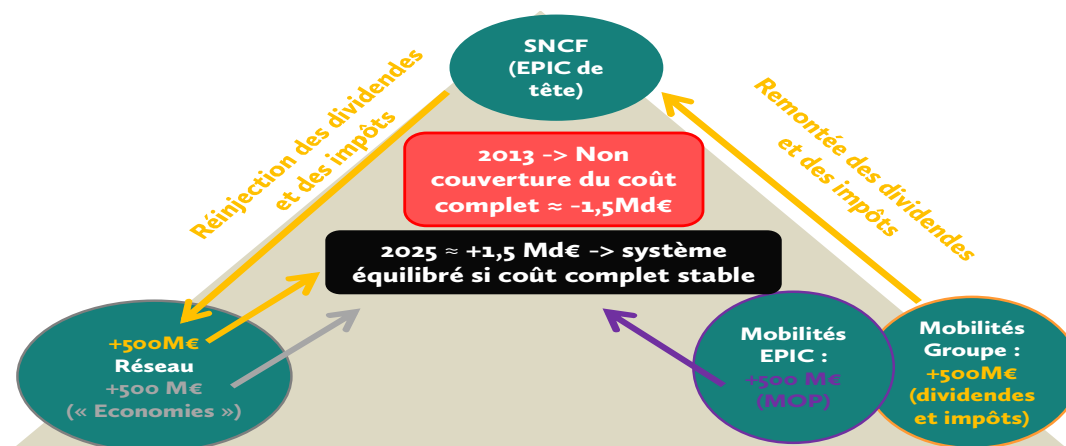 SNCF
(EPIC de
tête)
Réinjection des dividendes
et des impôts
Remontée des dividendes
et des impôts
2013 -> Non
couverture du coût
complet ≈ -1,5Md€
2025 ≈ +1,5 Md€ -> système
équilibré si coût complet stable
+500M€
Réseau
+500 M€
(« Economies »)
Mobilités
EPIC :
+500 M€
(MOP)
Mobilités
Groupe :
+500M€
(dividendes
et impôts)